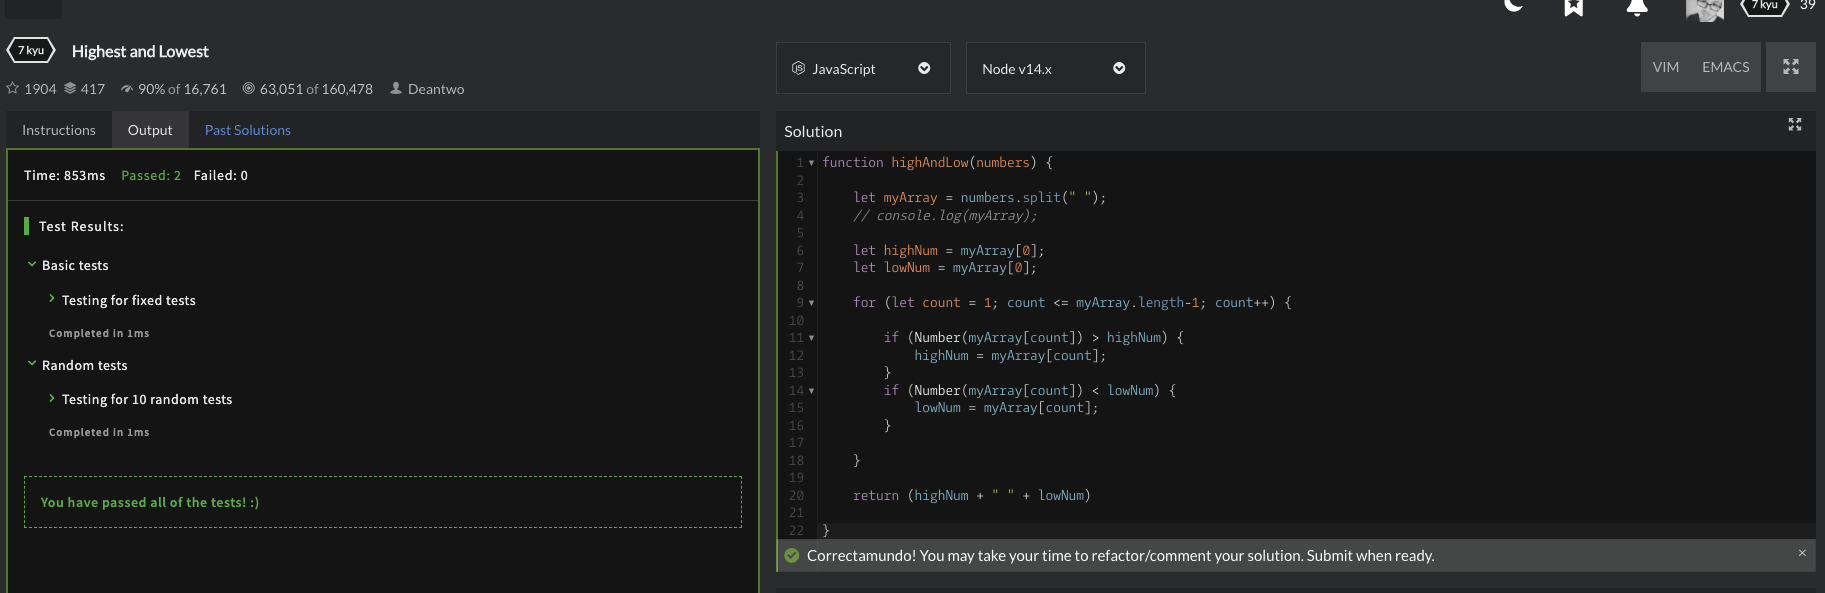 7 kyu 39
7 kyu Highest and Lowest
1904 417 90% of 16,761 63,051 of 160,478 Deantwo
JavaScript Node v14.x VIM EMACS
Instructions Output Past Solutions
Time: 853ms Passed: 2 Failed: 0
Test Results:
Basic tests
Testing for fixed tests
Completed in 1ms
Random tests
Testing for 10 random tests
Completed in 1ms
You have passed all of the tests! :)
Solution
1 function highAndLow(numbers) {
2
3 let myArray = numbers.split(" ");
4 // console.log(myArray);
5
6 let highNum = myArray[0];
7 let lowNum = myArray[0];
8
9 for (let count = 1; count <= myArray.length-1; count++) {
10
11 if (Number(myArray[count]) > highNum) {
12 highNum = myArray[count];
13 }
14 if (Number(myArray[count]) < lowNum) {
15 lowNum = myArray[count];
16 }
17
18 }
19
20 return (highNum + " " + lowNum)
21
22 }
Correctamundo! You may take your time to refactor/comment your solution. Submit when ready.